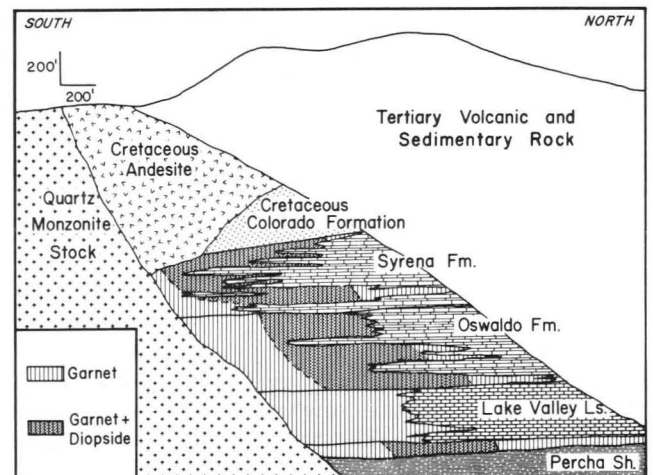 SOUTH
NORTH
200'
200'
Tertiary Volcanic and
Sedimentary Rock
Cretaceous
Andesite
Quartz
Monzonite
Stock
Cretaceous
Colorado Formation
Syrena Fm.
Oswaldo Fm.
Garnet
Garnet +
Diopside
Lake Valley Ls.
Percha Sh.